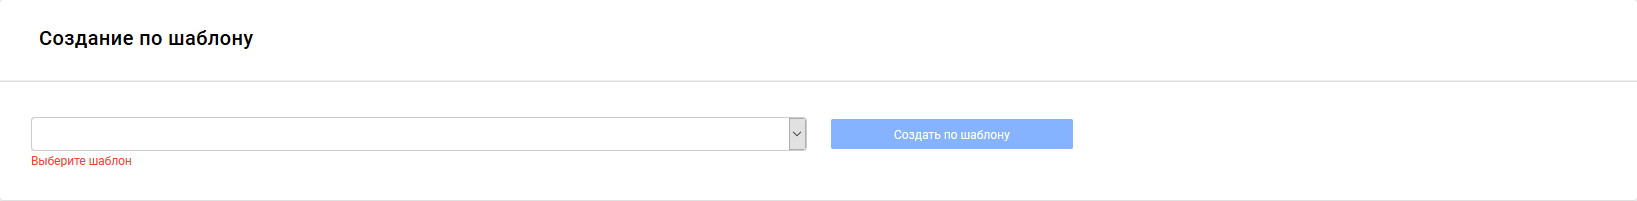 Создание по шаблону
Создать по шаблону
Выберите шаблон